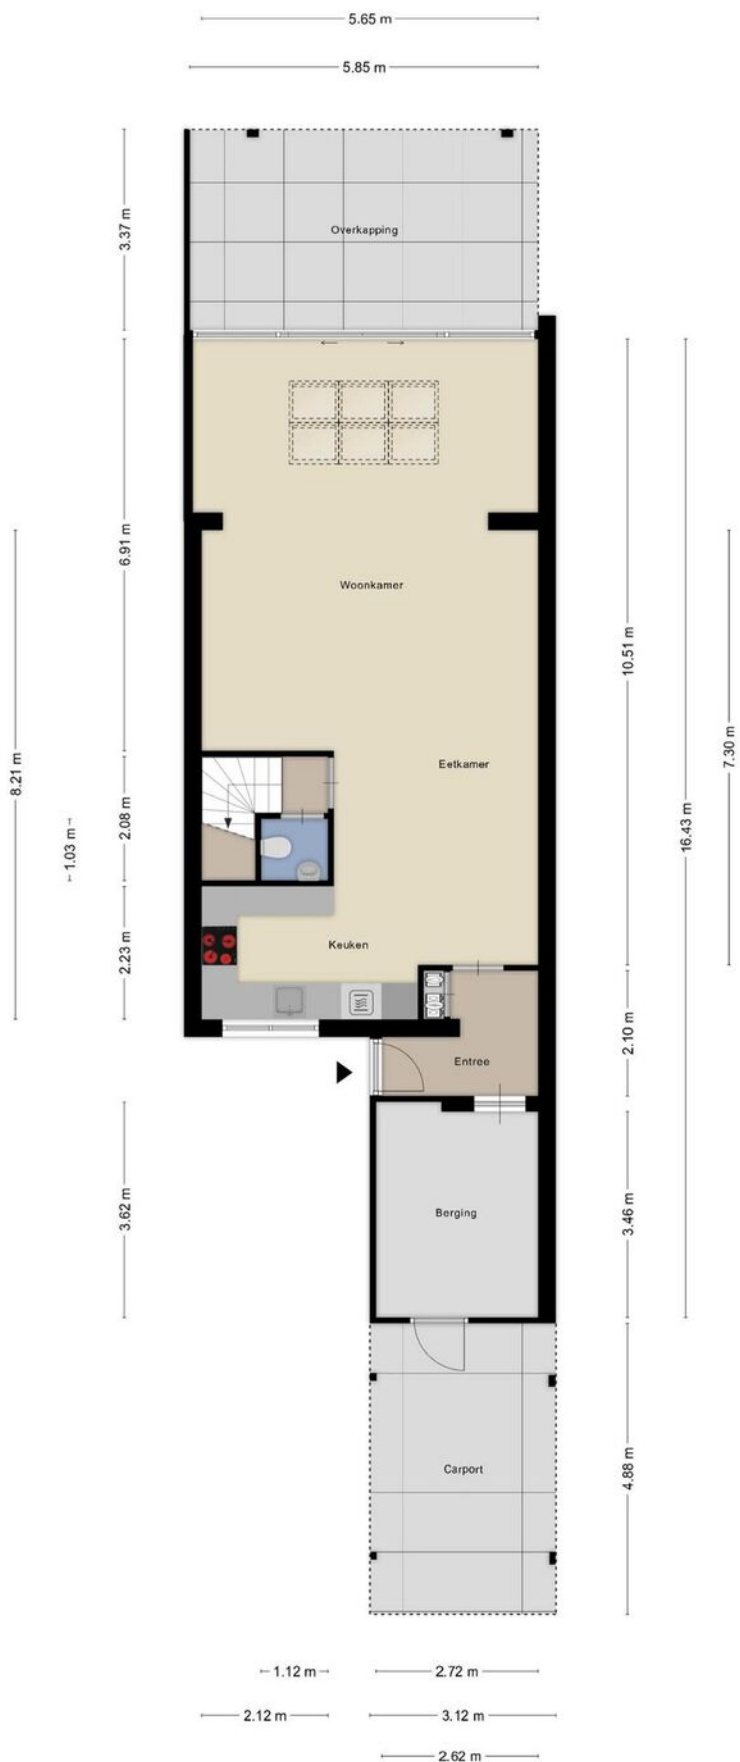 5.65 m
5.85 m
3.37 m
Overkapping
6.91 m
Woonkamer
10.51 m
8.21 m
7.30 m
16.43 m
Eetkamer
2.08 m
1.03 m
2.23 m
Keuken
2.10 m
Entree
3.62 m
Berging
3.46 m
Carport
4.88 m
1.12 m
2.72 m
2.12 m
3.12 m
2.62 m